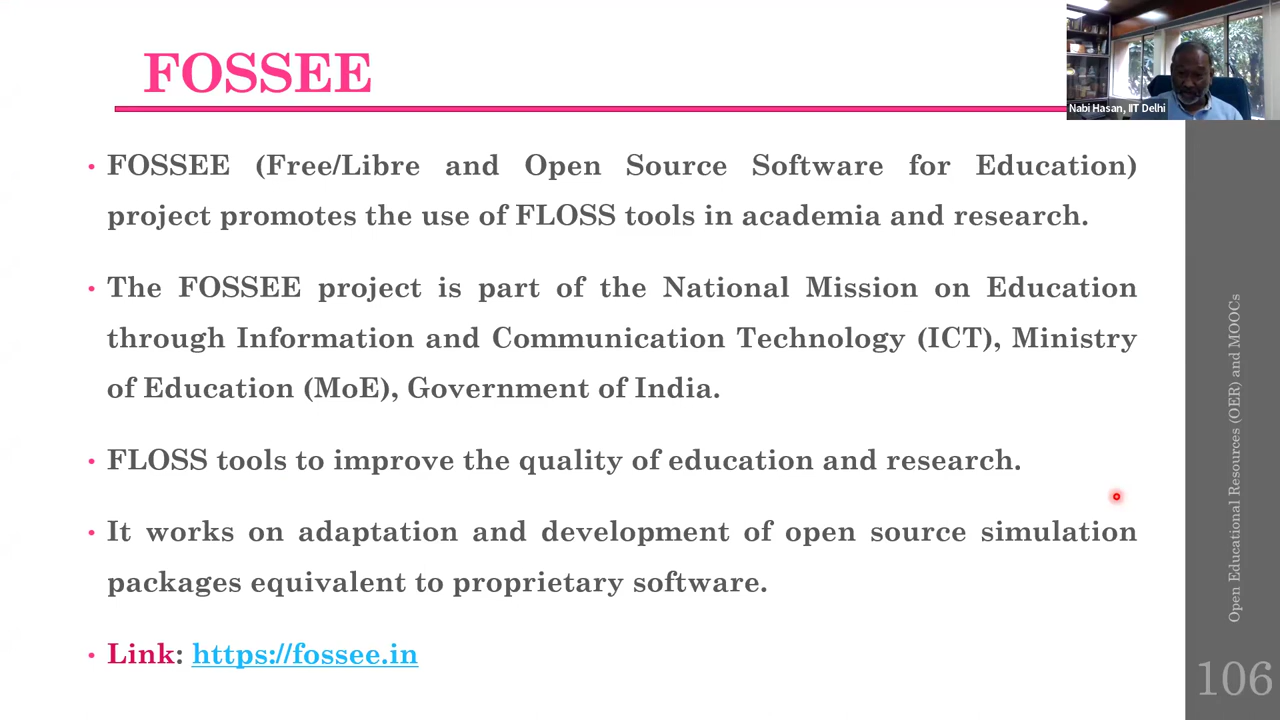 FOSSEE
Nabi Hasan, IIT Delhi
• FOSSEE (Free/Libre and Open Source Software for Education)
project promotes the use of FLOSS tools in academia and research.
• The FOSSEE project is part of the National Mission on Education
through Information and Communication Technology (ICT), Ministry
of Education (MoE), Government of India.
• FLOSS tools to improve the quality of education and research.
• It works on adaptation and development of open source simulation
packages equivalent to proprietary software.
• Link: https://fossee.in
Open Educational Resources (OER) and MOOCs
106